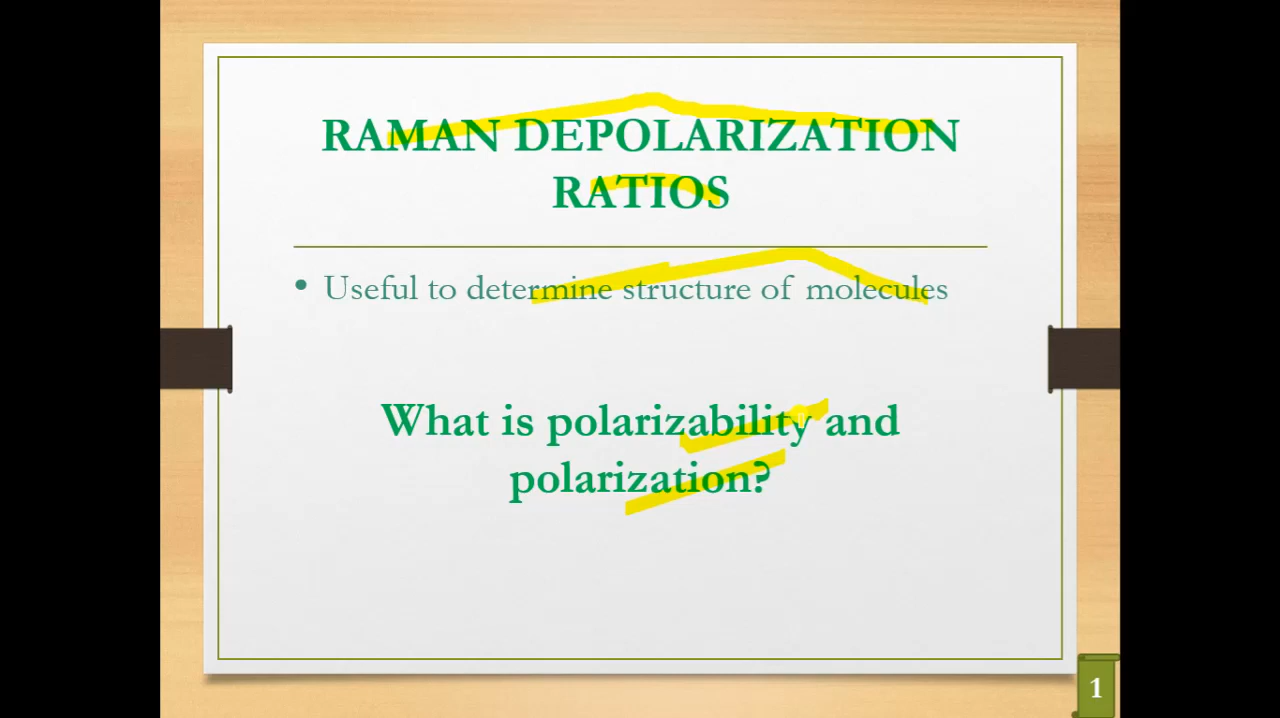 RAMAN DEPOLARIZATION
RATIOS
• Useful to determine structure of molecules
What is polarizability and
polarization?
1